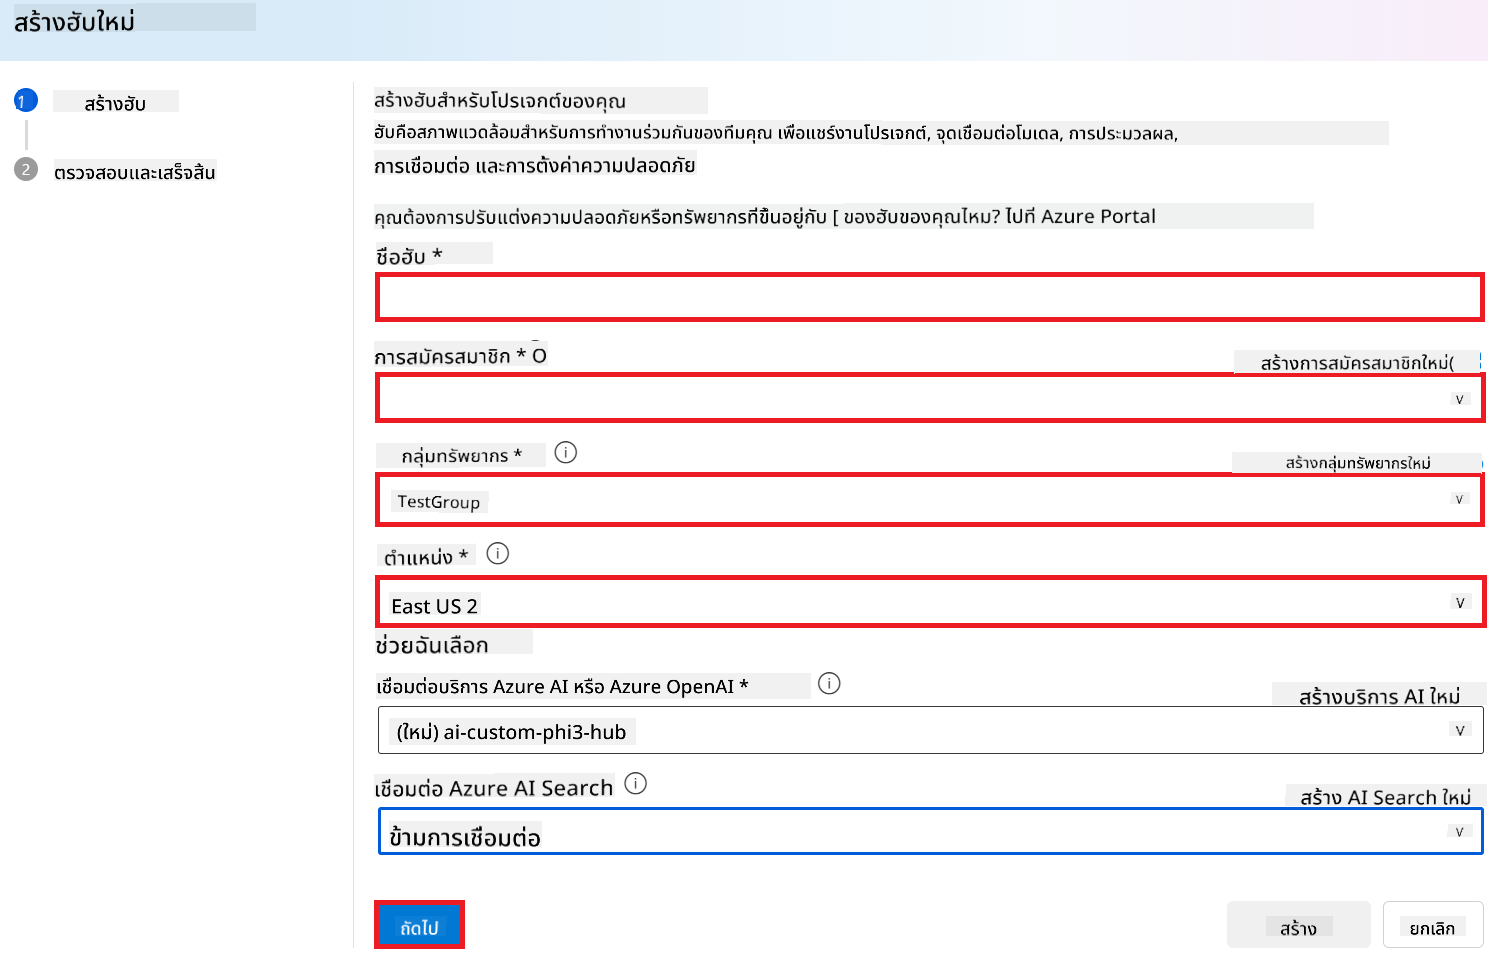 สร้างฮับใหม่
1 สร้างฮับ
2 ตรวจสอบและเสร็จสิ้น
สร้างฮับสำหรับโปรเจกต์ของคุณ
ฮับคือสภาพแวดล้อมสำหรับการทำงานร่วมกันของทีมคุณ เพื่อแชร์งานโปรเจกต์, จุดเชื่อมต่อโมเดล, การประมวลผล,
การเชื่อมต่อ และการตั้งค่าความปลอดภัย
คุณต้องการปรับแต่งความปลอดภัยหรือทรัพยากรที่ขึ้นอยู่กับ [ ของฮับของคุณไหม? ไปที่ Azure Portal
ชื่อฮับ *
การสมัครสมาชิก * O
สร้างการสมัครสมาชิกใหม่(
v
กลุ่มทรัพยากร *
สร้างกลุ่มทรัพยากรใหม่
TestGroup
v
ตำแหน่ง *
East US 2
v
ช่วยฉันเลือก
เชื่อมต่อบริการ Azure AI หรือ Azure OpenAI *
สร้างบริการ AI ใหม่
(ใหม่) ai-custom-phi3-hub
v
เชื่อมต่อ Azure AI Search
สร้าง AI Search ใหม่
ข้ามการเชื่อมต่อ
v
ถัดไป
สร้าง
ยกเลิก